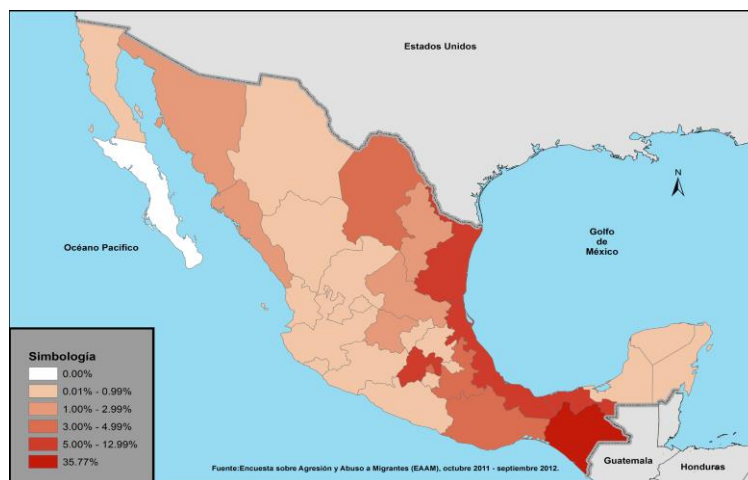 Estados Unidos
N
Golfo
de
México
Océano Pacífico
Simbología
0.00%
0.01% - 0.99%
1.00% - 2.99%
3.00% - 4.99%
5.00% - 12.99%
35.77%
Guatemala
Honduras
Fuente:Encuesta sobre Agresión y Abuso a Migrantes (EAAM), octubre 2011 - septiembre 2012.